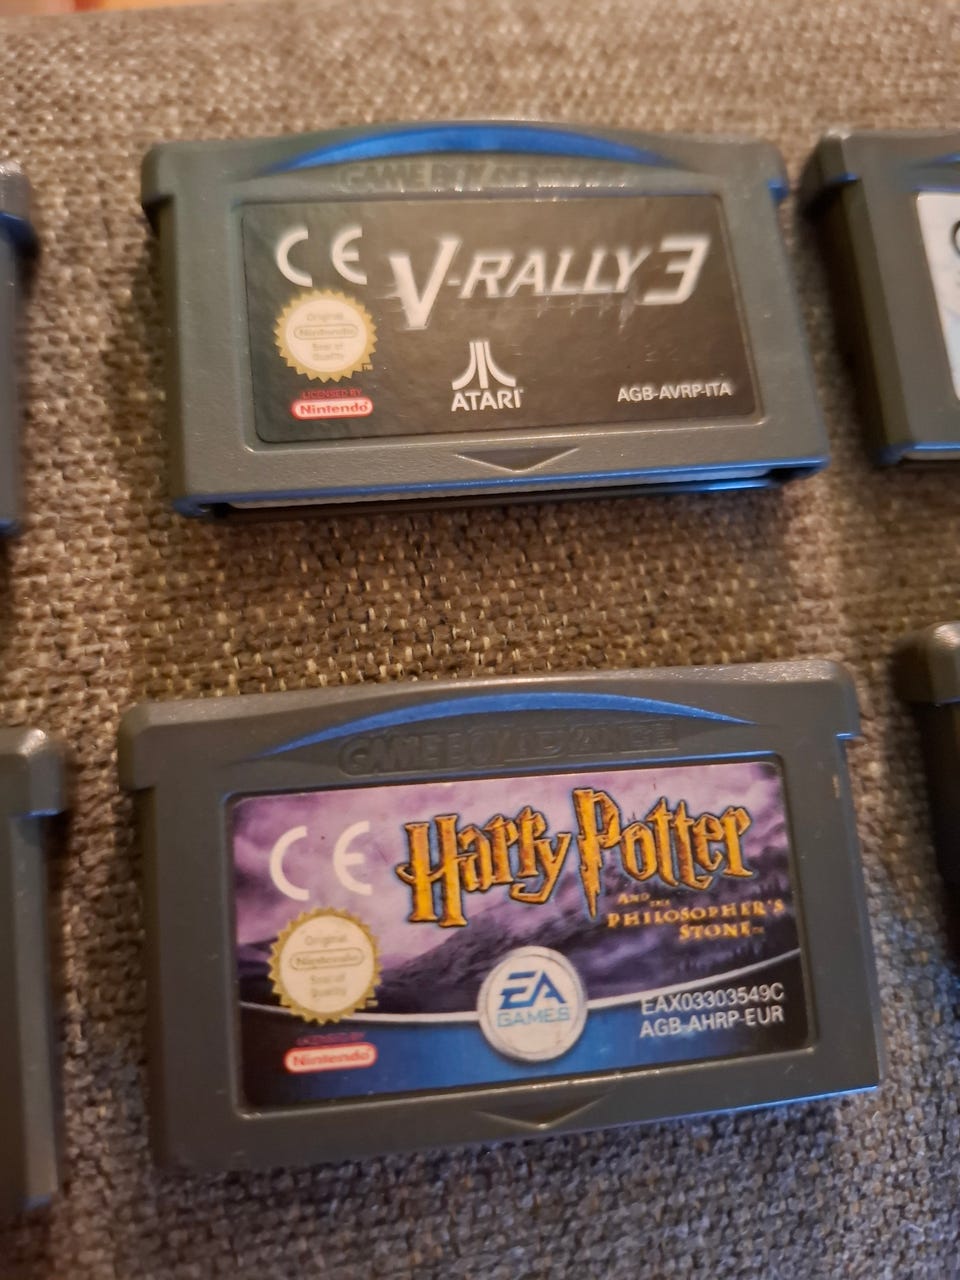 GAME BOY ADVANCE
CE
V-RALLY 3
Original
Nintendo
Seal of
Quality
TM
LICENSED BY
Nintendo
ATARI
AGB-AVRP-ITA
GAME BOY ADVANCE
CE
Harry Potter
AND THE
PHILOSOPHER'S
STONE
Original
Nintendo
Seal of
Quality
LICENSED BY
Nintendo
EA
GAMES
EAX03303549C
AGB-AHRP-EUR